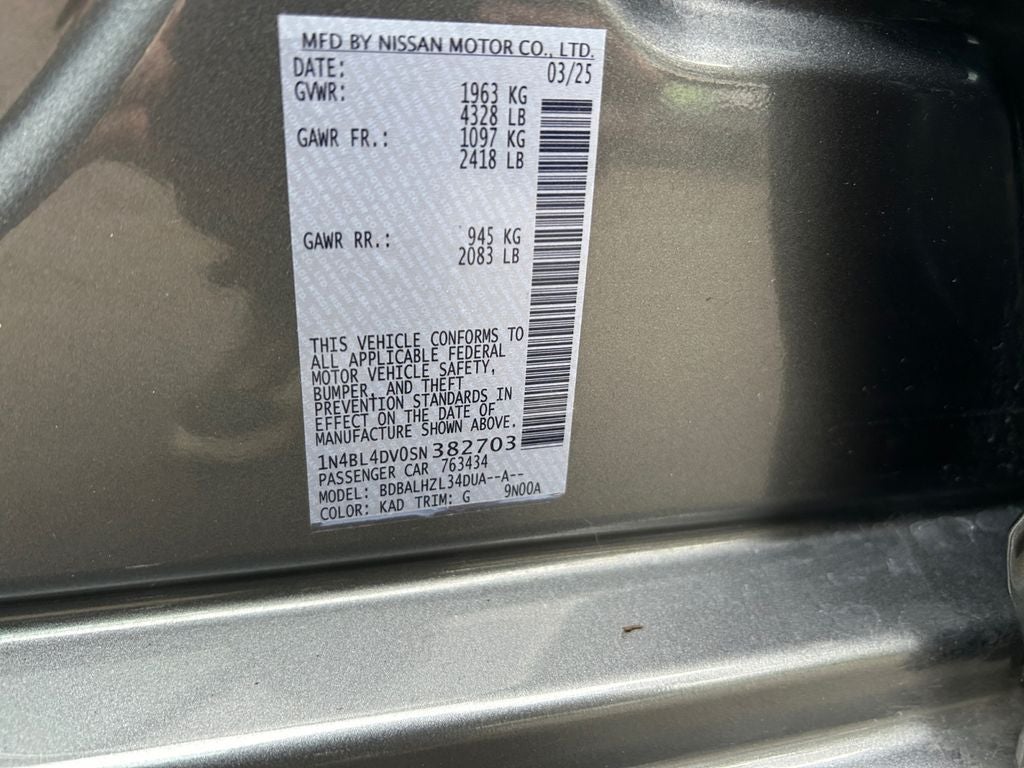 MFD BY NISSAN MOTOR CO., LTD.
DATE: 03/25
GVWR: 1963 KG
4328 LB
GAWR FR.: 1097 KG
2418 LB
GAWR RR.: 945 KG
2083 LB
THIS VEHICLE CONFORMS TO
ALL APPLICABLE FEDERAL
MOTOR VEHICLE SAFETY,
BUMPER, AND THEFT
PREVENTION STANDARDS IN
EFFECT ON THE DATE OF
MANUFACTURE SHOWN ABOVE.
1N4BL4DV0SN382703
PASSENGER CAR 763434
MODEL: BDBALHZL34DUA--A--
COLOR: KAD TRIM: G 9N00A